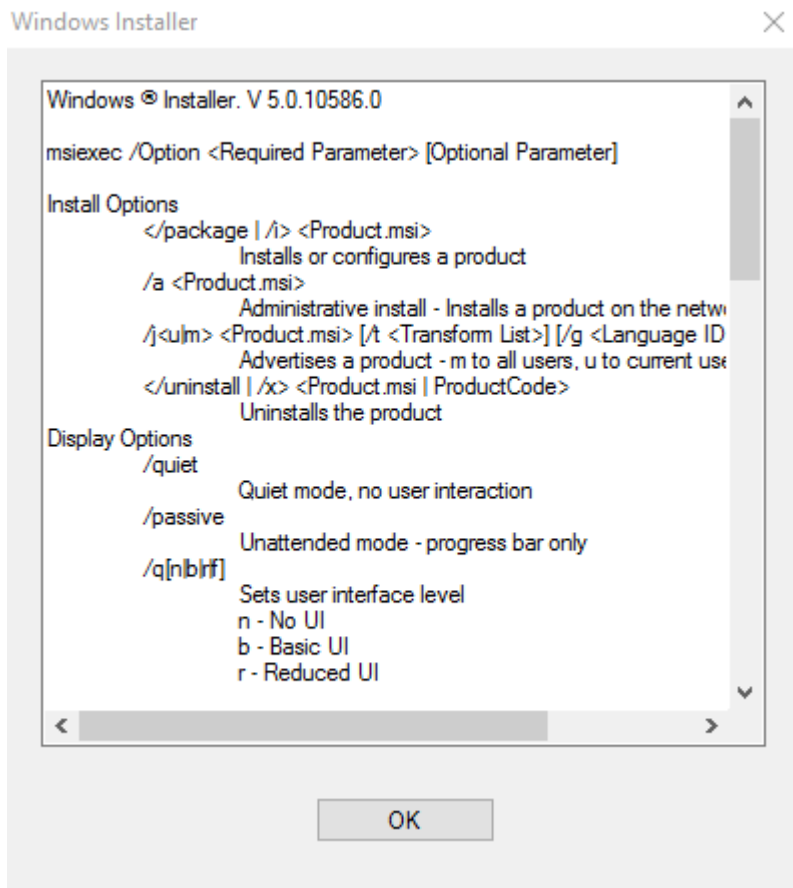 Windows Installer
Windows ® Installer. V 5.0.10586.0
msiexec /Option <Required Parameter> [Optional Parameter]
Install Options
</package | /i> <Product.msi>
Installs or configures a product
/a <Product.msi>
Administrative install - Installs a product on the
/j<u|m> <Product.msi> [/t <Transform List>] [/g <Language ID
Advertises a product - m to all users, u to current
</uninstall | /x> <Product.msi | ProductCode>
Uninstalls the product
Display Options
/quiet
Quiet mode, no user interaction
/passive
Unattended mode - progress bar only
/q[n|b|r|f]
Sets user interface level
n - No UI
b - Basic UI
r - Reduced UI
OK